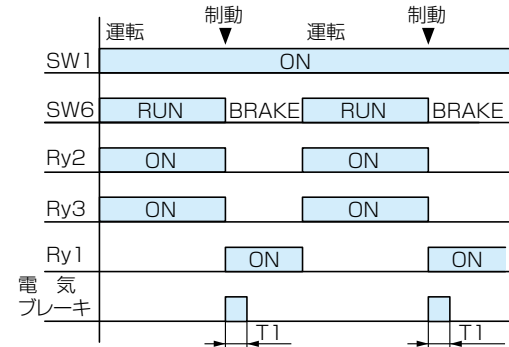 制動 制動
運転 運転
SW1 ON
SW6 RUN BRAKE RUN BRAKE
Ry2 ON ON
Ry3 ON ON
Ry1 ON ON
電 気
ブレーキ
T1 T1